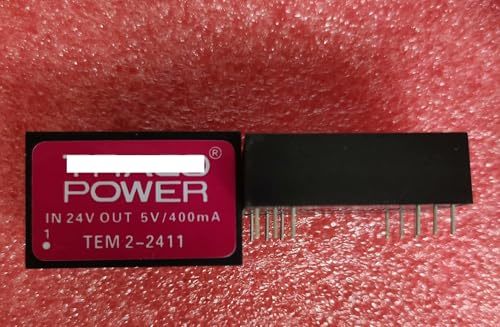 POWER
®
IN 24V OUT 5V/400mA
1
TEM 2-2411